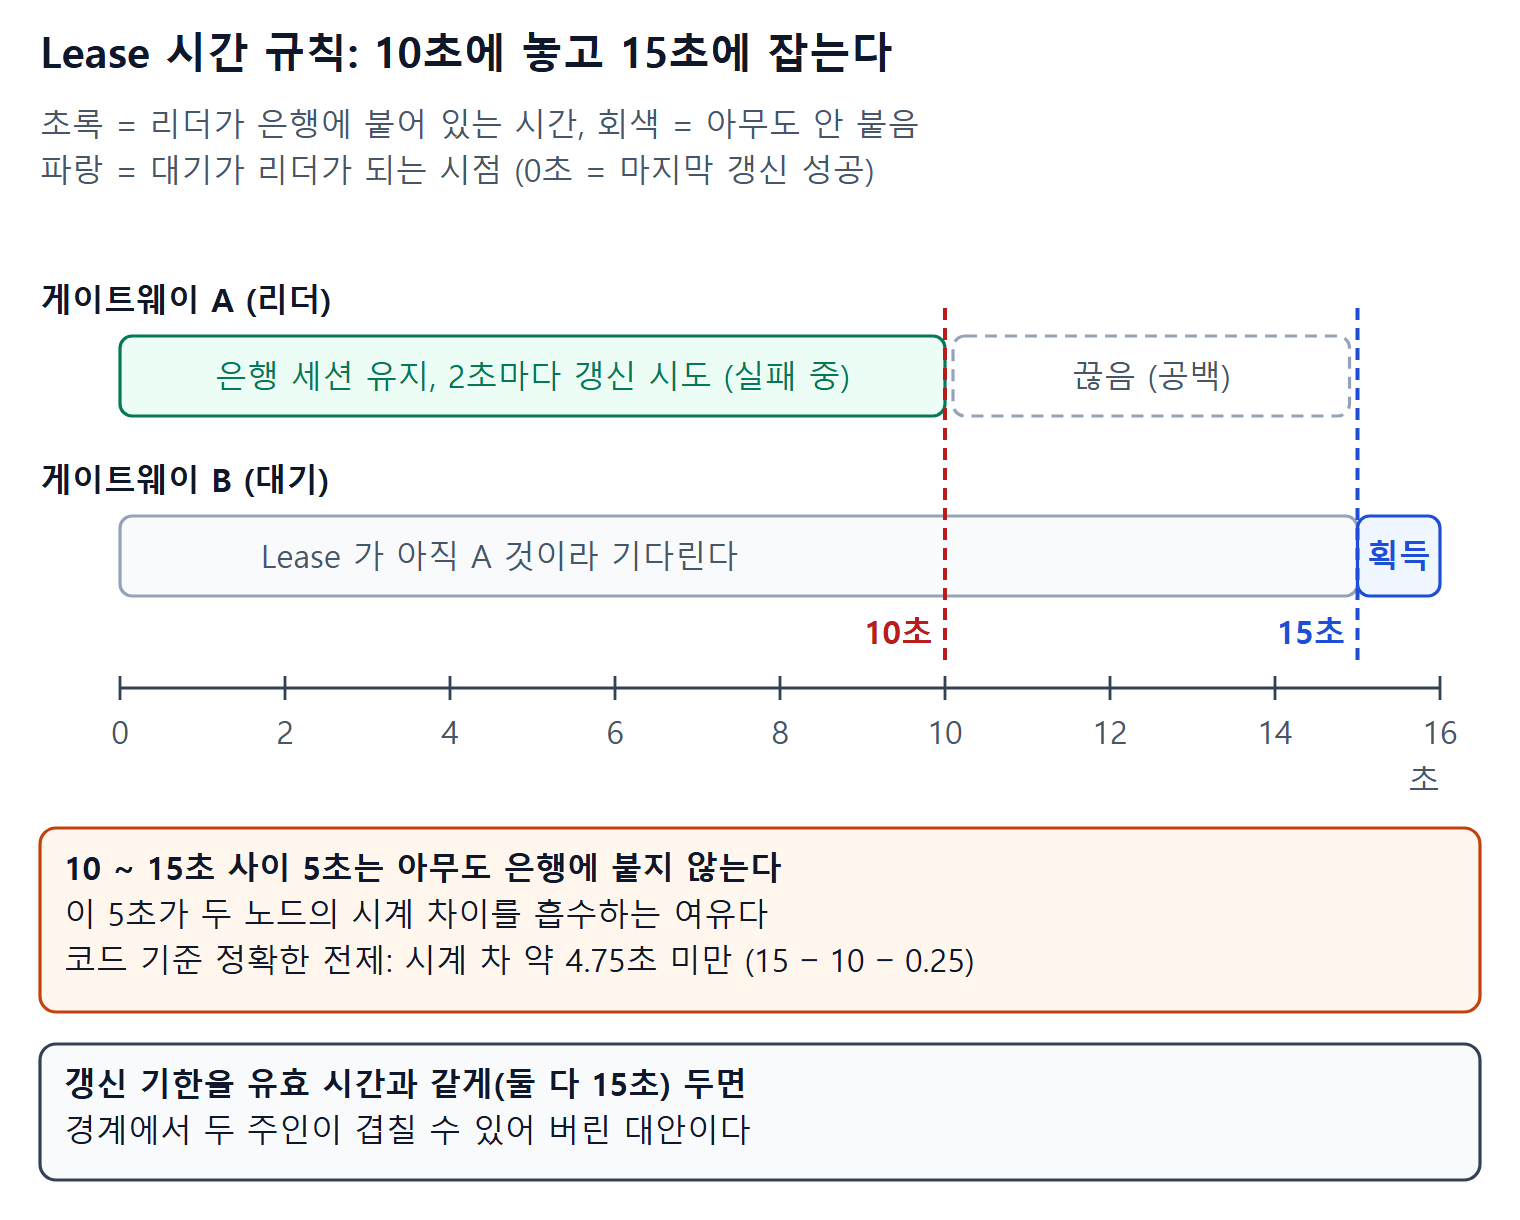 Lease 시간 규칙: 10초에 놓고 15초에 잡는다
초록 = 리더가 은행에 붙어 있는 시간, 회색 = 아무도 안 붙음
파랑 = 대기가 리더가 되는 시점 (0초 = 마지막 갱신 성공)
게이트웨이 A (리더)
은행 세션 유지, 2초마다 갱신 시도 (실패 중)
끊음 (공백)
게이트웨이 B (대기)
Lease 가 아직 A 것이라 기다린다
획득
10초
15초
0 2 4 6 8 10 12 14 16
초
10 ~ 15초 사이 5초는 아무도 은행에 붙지 않는다
이 5초가 두 노드의 시계 차이를 흡수하는 여유다
코드 기준 정확한 전제: 시계 차 약 4.75초 미만 (15 − 10 − 0.25)
갱신 기한을 유효 시간과 같게(둘 다 15초) 두면
경계에서 두 주인이 겹칠 수 있어 버린 대안이다